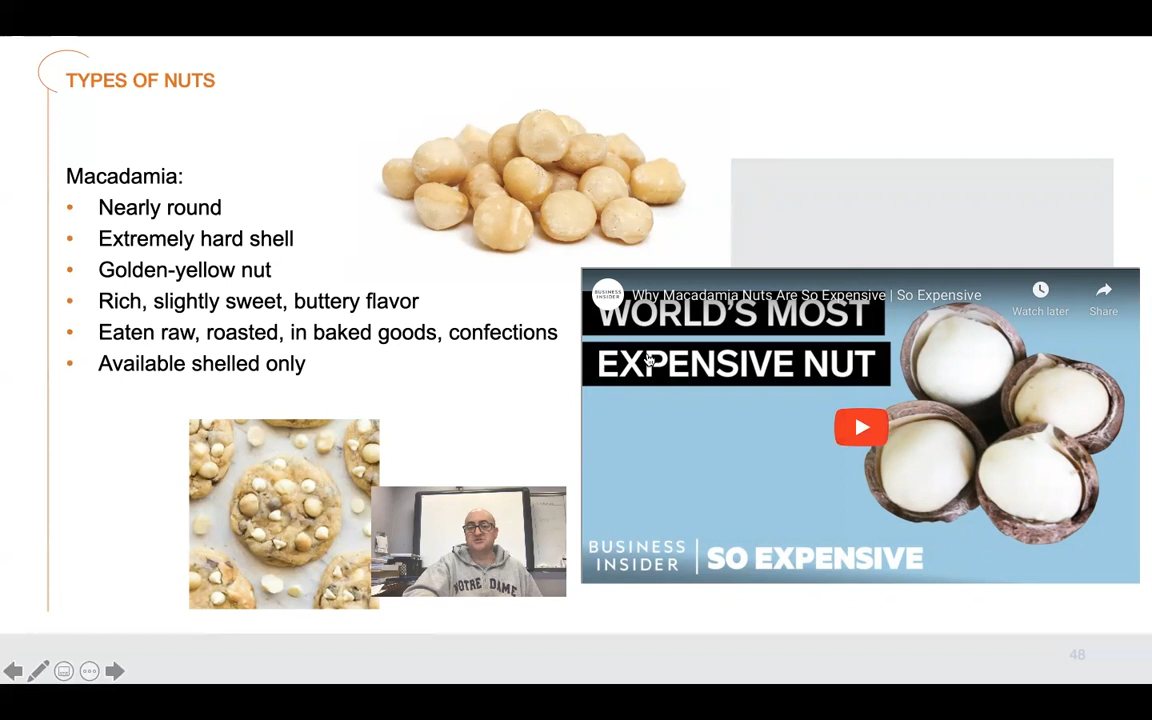 TYPES OF NUTS
Macadamia:
• Nearly round
• Extremely hard shell
• Golden-yellow nut
• Rich, slightly sweet, buttery flavor
• Eaten raw, roasted, in baked goods, confections
• Available shelled only
BUSINESS
INSIDER
Why Macadamia Nuts Are So Expensive | So Expensive
Watch later
Share
WORLD'S MOST
EXPENSIVE NUT
BUSINESS
INSIDER
SO EXPENSIVE
NOTRE DAME
48